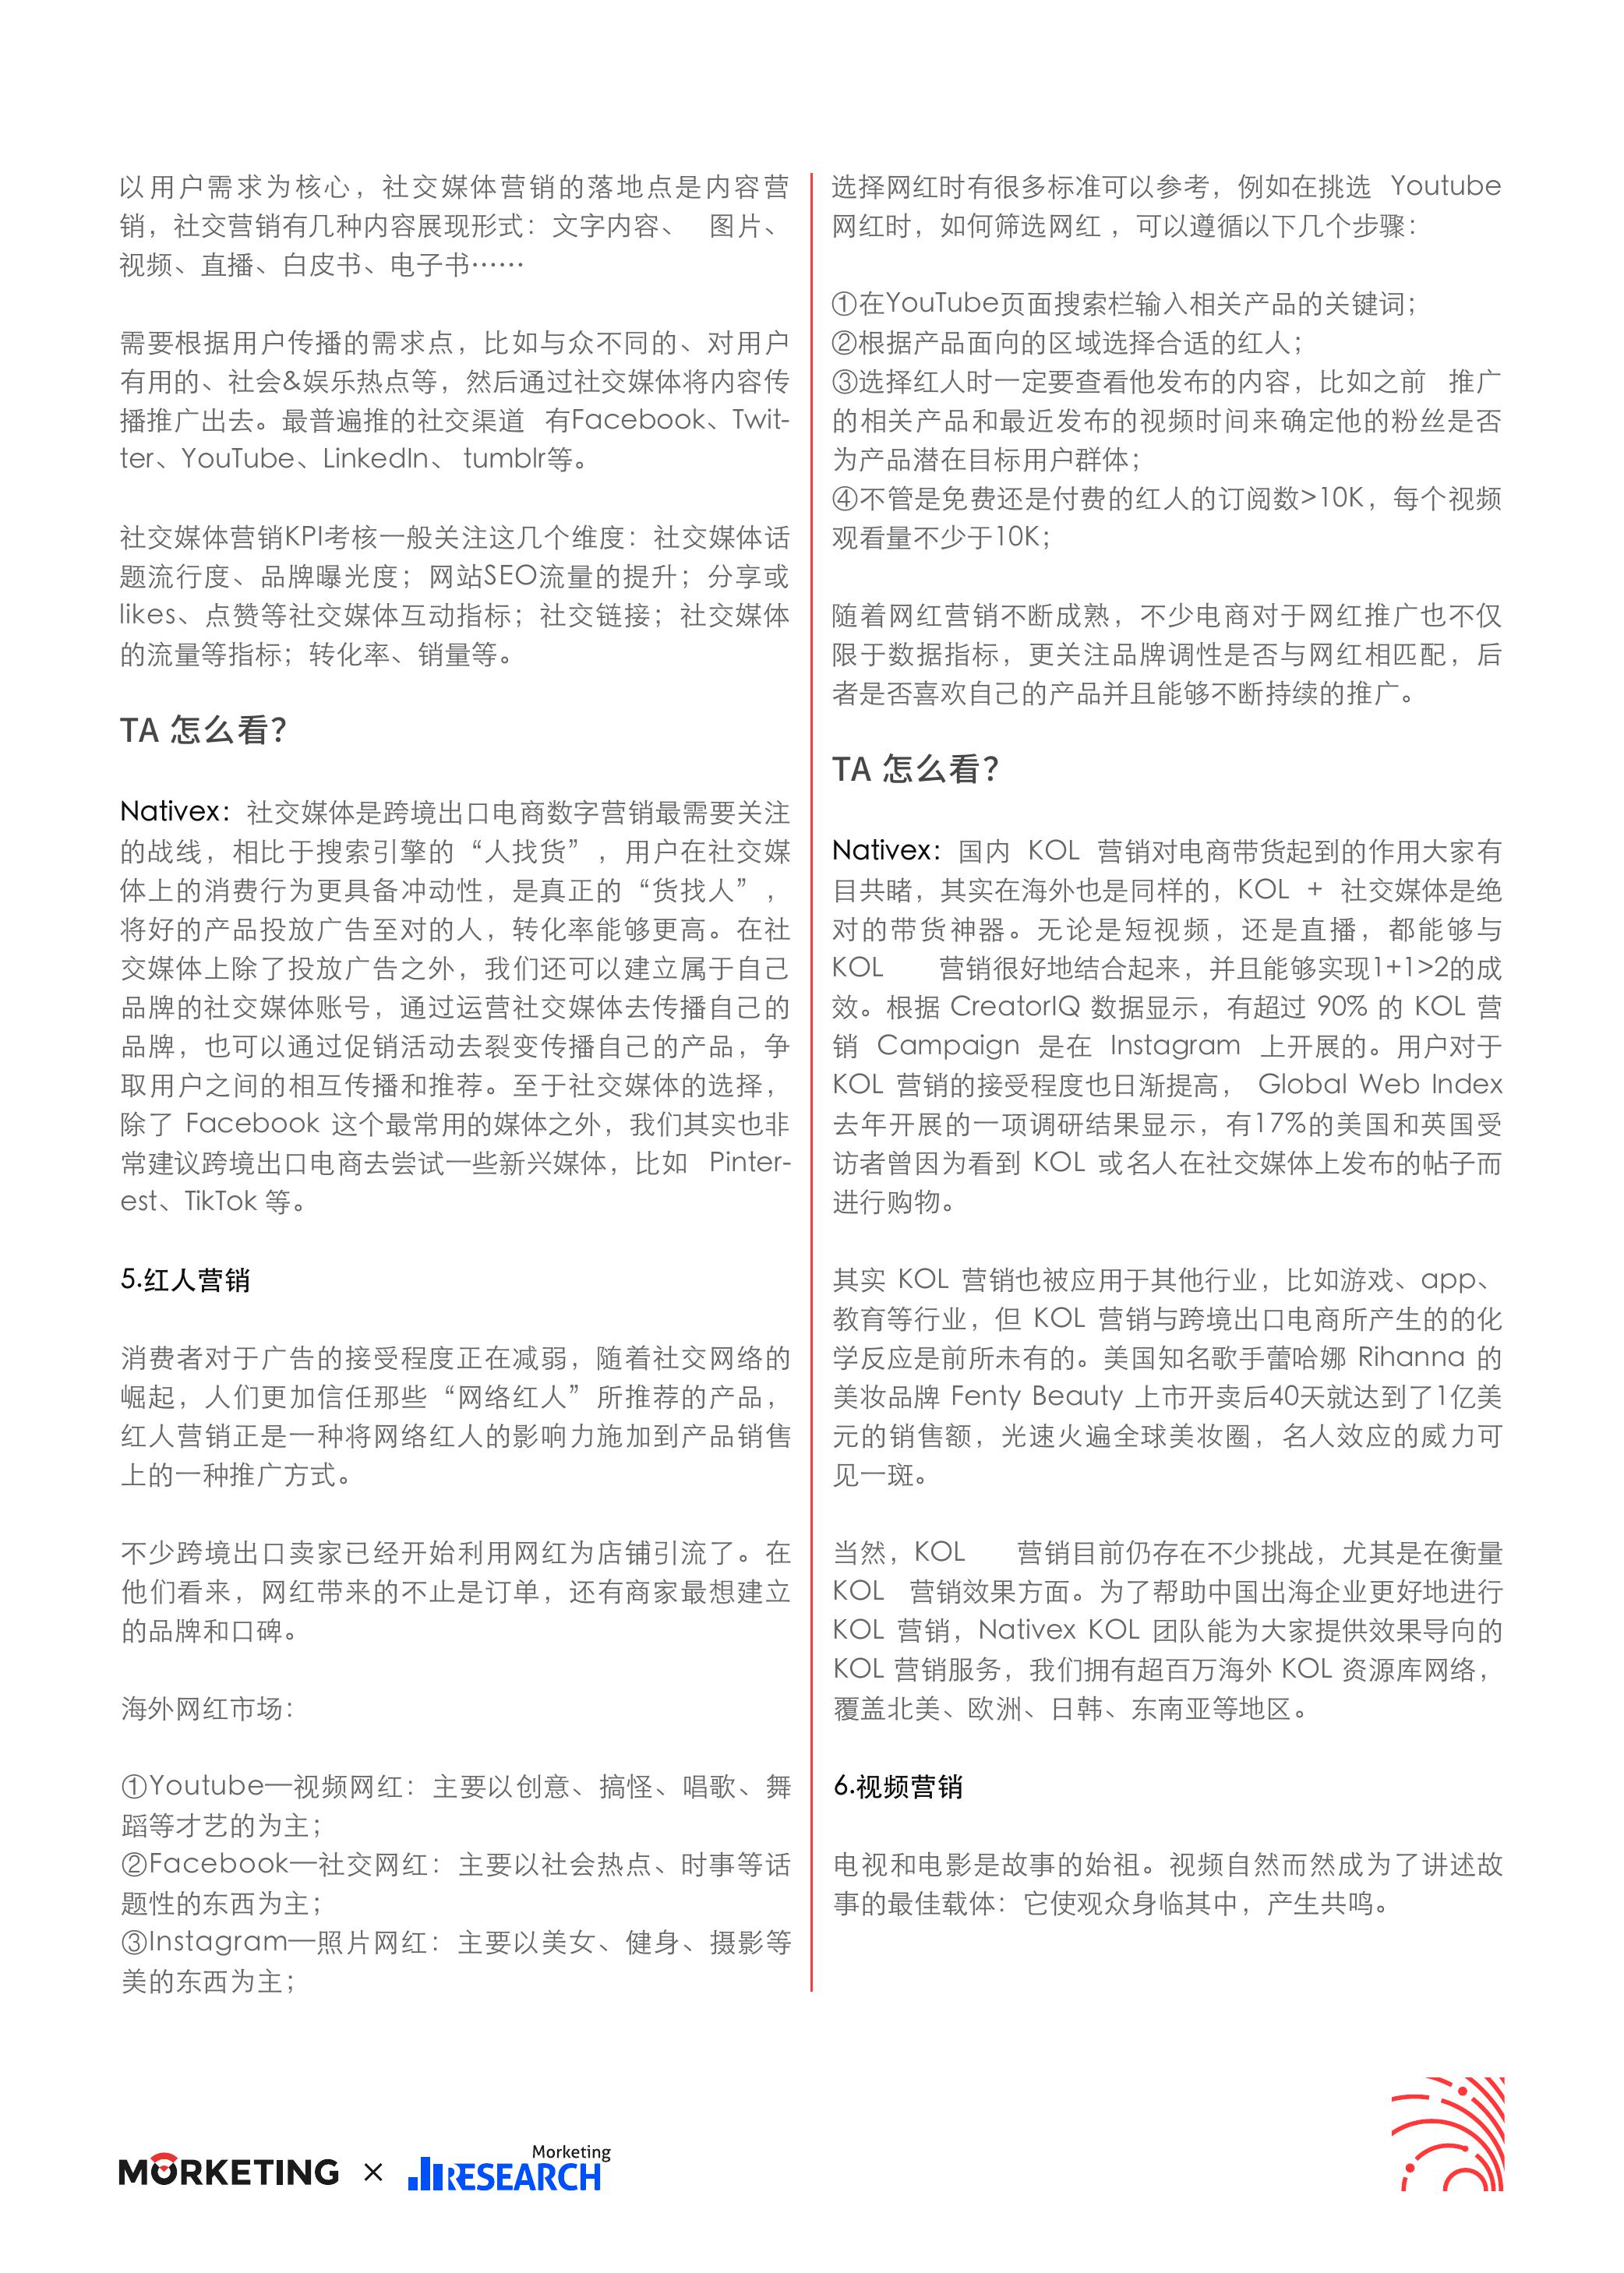 以用户需求为核心，社交媒体营销的落地点是内容营
销，社交营销有几种内容展现形式：文字内容、 图片、
视频、直播、白皮书、电子书……
需要根据用户传播的需求点，比如与众不同的、对用户
有用的、社会&娱乐热点等，然后通过社交媒体将内容传
播推广出去。最普遍推的社交渠道 有Facebook、Twit-
ter、YouTube、LinkedIn、 tumblr等。
社交媒体营销KPI考核一般关注这几个维度：社交媒体话
题流行度、品牌曝光度；网站SEO流量的提升；分享或
likes、点赞等社交媒体互动指标；社交链接；社交媒体
的流量等指标；转化率、销量等。
TA 怎么看？
Nativex：社交媒体是跨境出口电商数字营销最需要关注
的战线，相比于搜索引擎的“人找货”，用户在社交媒
体上的消费行为更具备冲动性，是真正的“货找人”，
将好的产品投放广告至对的人，转化率能够更高。在社
交媒体上除了投放广告之外，我们还可以建立属于自己
品牌的社交媒体账号，通过运营社交媒体去传播自己的
品牌，也可以通过促销活动去裂变传播自己的产品，争
取用户之间的相互传播和推荐。至于社交媒体的选择，
除了 Facebook 这个最常用的媒体之外，我们其实也非
常建议跨境出口电商去尝试一些新兴媒体，比如 Pinter-
est、TikTok 等。
5.红人营销
消费者对于广告的接受程度正在减弱，随着社交网络的
崛起，人们更加信任那些“网络红人”所推荐的产品，
红人营销正是一种将网络红人的影响力施加到产品销售
上的一种推广方式。
不少跨境出口卖家已经开始利用网红为店铺引流了。在
他们看来，网红带来的不止是订单，还有商家最想建立
的品牌和口碑。
海外网红市场：
①Youtube—视频网红：主要以创意、搞怪、唱歌、舞
蹈等才艺的为主；
②Facebook—社交网红：主要以社会热点、时事等话
题性的东西为主；
③Instagram—照片网红：主要以美女、健身、摄影等
美的东西为主；
选择网红时有很多标准可以参考，例如在挑选 Youtube
网红时，如何筛选网红 ，可以遵循以下几个步骤：
①在YouTube页面搜索栏输入相关产品的关键词；
②根据产品面向的区域选择合适的红人；
③选择红人时一定要查看他发布的内容，比如之前 推广
的相关产品和最近发布的视频时间来确定他的粉丝是否
为产品潜在目标用户群体；
④不管是免费还是付费的红人的订阅数>10K，每个视频
观看量不少于10K；
随着网红营销不断成熟，不少电商对于网红推广也不仅
限于数据指标，更关注品牌调性是否与网红相匹配，后
者是否喜欢自己的产品并且能够不断持续的推广。
TA 怎么看？
Nativex：国内 KOL 营销对电商带货起到的作用大家有
目共睹，其实在海外也是同样的，KOL + 社交媒体是绝
对的带货神器。无论是短视频，还是直播，都能够与
KOL 营销很好地结合起来，并且能够实现1+1>2的成
效。根据 CreatorIQ 数据显示，有超过 90% 的 KOL 营
销 Campaign 是在 Instagram 上开展的。用户对于
KOL 营销的接受程度也日渐提高， Global Web Index
去年开展的一项调研结果显示，有17%的美国和英国受
访者曾因为看到 KOL 或名人在社交媒体上发布的帖子而
进行购物。
其实 KOL 营销也被应用于其他行业，比如游戏、app、
教育等行业，但 KOL 营销与跨境出口电商所产生的的化
学反应是前所未有的。美国知名歌手蕾哈娜 Rihanna 的
美妆品牌 Fenty Beauty 上市开卖后40天就达到了1亿美
元的销售额，光速火遍全球美妆圈，名人效应的威力可
见一斑。
当然，KOL 营销目前仍存在不少挑战，尤其是在衡量
KOL 营销效果方面。为了帮助中国出海企业更好地进行
KOL 营销，Nativex KOL 团队能为大家提供效果导向的
KOL 营销服务，我们拥有超百万海外 KOL 资源库网络，
覆盖北美、欧洲、日韩、东南亚等地区。
6.视频营销
电视和电影是故事的始祖。视频自然而然成为了讲述故
事的最佳载体：它使观众身临其中，产生共鸣。
MORKETING × Morketing RESEARCH